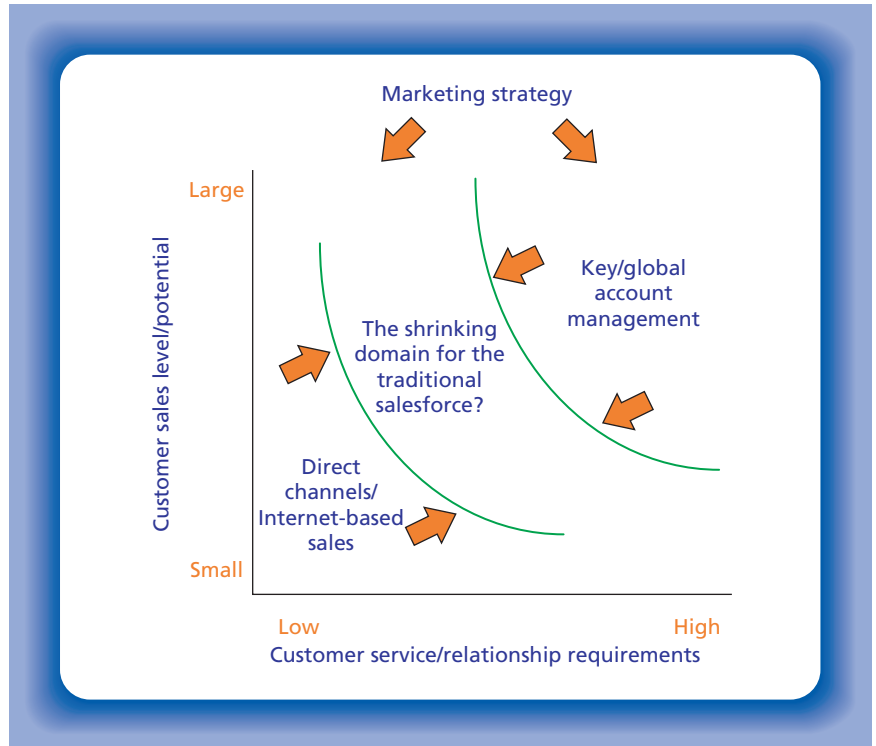 Marketing strategy
Large
Customer sales level/potential
Key/global
account
management
The shrinking
domain for the
traditional
salesforce?
Direct
channels/
Internet-based
sales
Small
Low
High
Customer service/relationship requirements